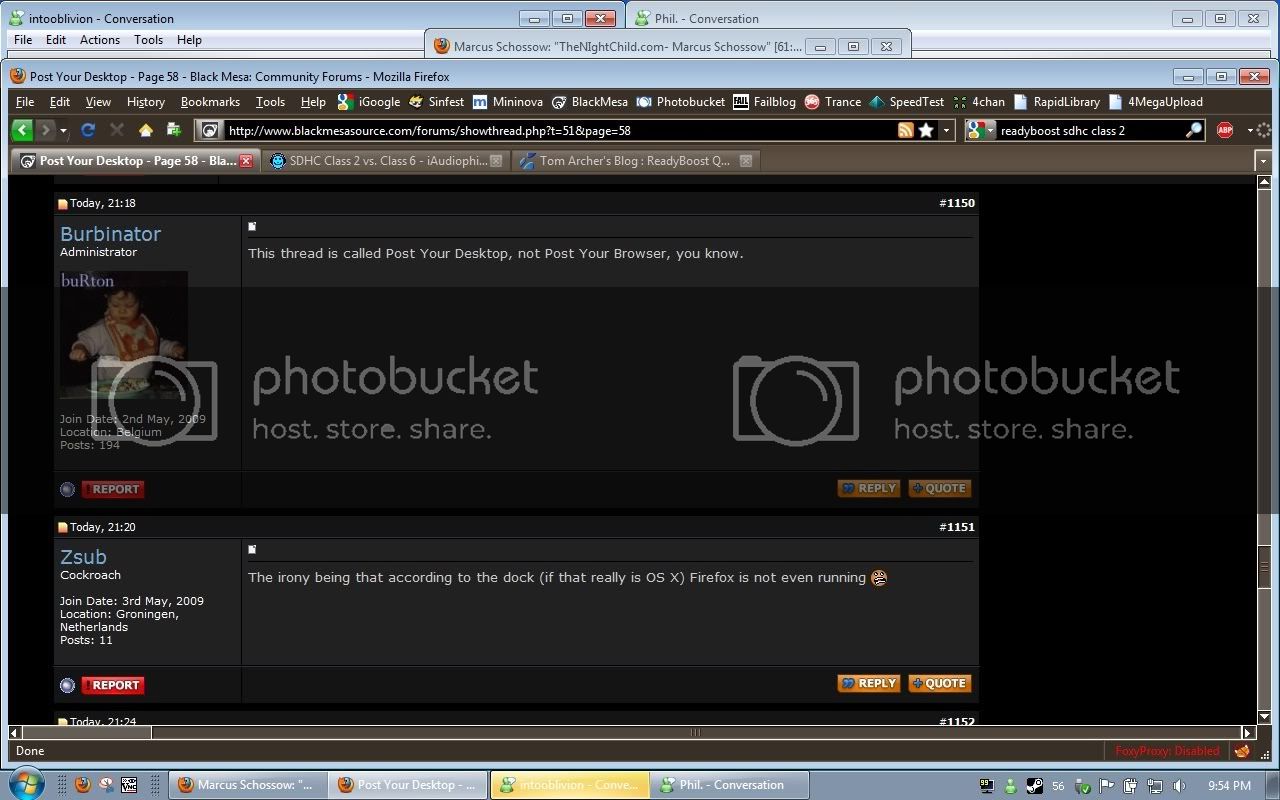 intooblivion - Conversation
Phil. - Conversation
File Edit Actions Tools Help
Marcus Schossow: "TheNIghtChild.com- Marcus Schossow" [61:...
Post Your Desktop - Page 58 - Black Mesa: Community Forums - Mozilla Firefox
File Edit View History Bookmarks Tools Help iGoogle Sinfest Mininova BlackMesa Photobucket Failblog Trance SpeedTest 4chan RapidLibrary 4MegaUpload
http://www.blackmesasource.com/forums/showthread.php?t=51&page=58
readyboost sdhc class 2
ABP
Post Your Desktop - Page 58 - Bla...
SDHC Class 2 vs. Class 6 - iAudiophi...
Tom Archer's Blog : ReadyBoost Q...
Today, 21:18
#1150
Burbinator
Administrator
buRton
This thread is called Post Your Desktop, not Post Your Browser, you know.
photobucket
host. store. share.
photobucket
host. store. share.
Join Date: 2nd May, 2009
Location: Belgium
Posts: 194
! REPORT
REPLY
QUOTE
Today, 21:20
#1151
Zsub
Cockroach
The irony being that according to the dock (if that really is OS X) Firefox is not even running
Join Date: 3rd May, 2009
Location: Groningen,
Netherlands
Posts: 11
! REPORT
REPLY
QUOTE
Today, 21:24
#1152
Done
FoxyProxy: Disabled
Marcus Schossow: "...
Post Your Desktop - ...
intooblivion - Conve...
Phil. - Conversation
56
9:54 PM